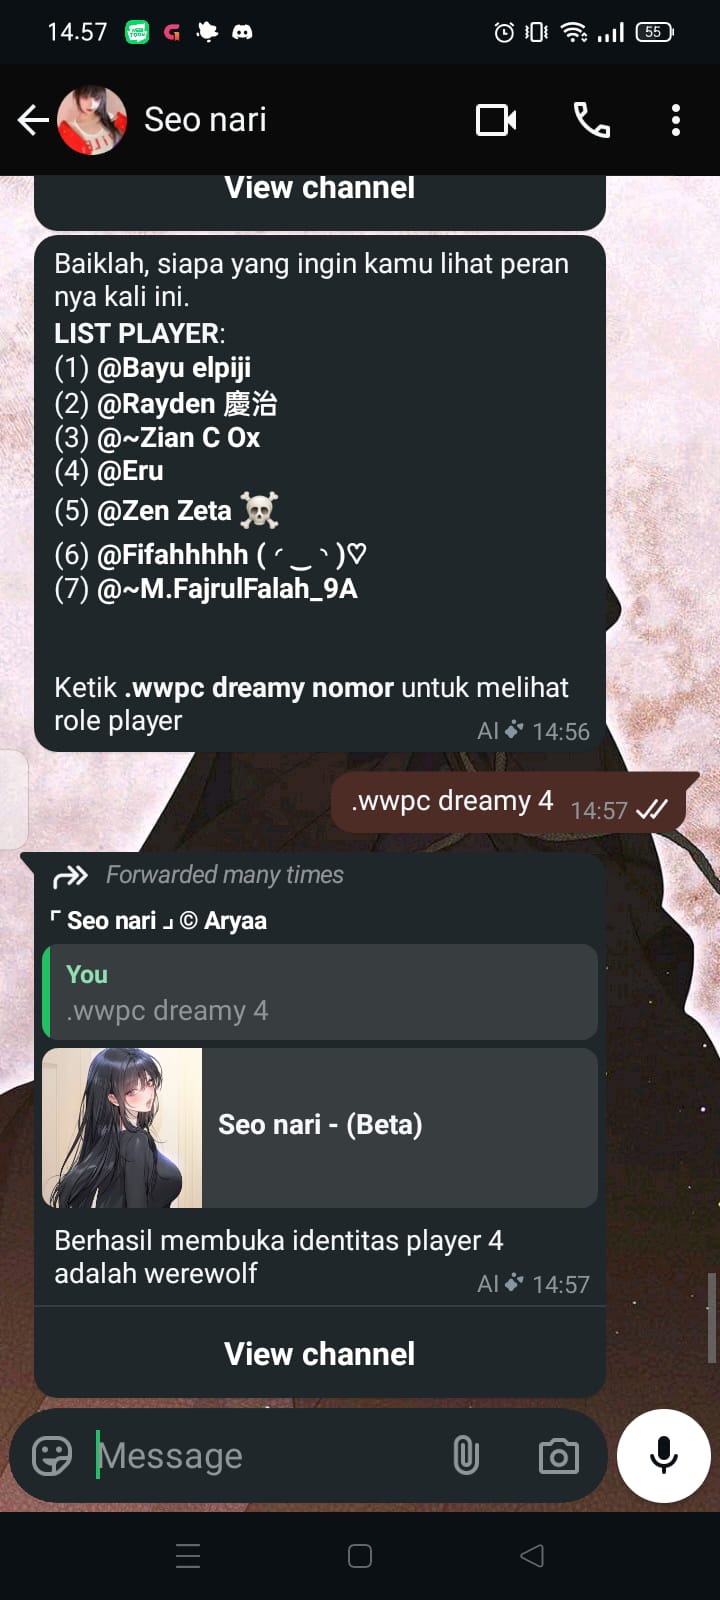 14.57
55
Seo nari
View channel
Baiklah, siapa yang ingin kamu lihat peran
nya kali ini.
LIST PLAYER:
(1) @Bayu elpiji
(2) @Rayden 慶治
(3) @~Zian C Ox
(4) @Eru
(5) @Zen Zeta ☠️
(6) @Fifahhhhh ( ◜‿◝ )♡
(7) @~M.FajrulFalah_9A
Ketik .wwpc dreamy nomor untuk melihat
role player
AI 14:56
.wwpc dreamy 4 14:57
Forwarded many times
「 Seo nari 」 © Aryaa
You
.wwpc dreamy 4
Seo nari - (Beta)
Berhasil membuka identitas player 4
adalah werewolf
AI 14:57
View channel
Message